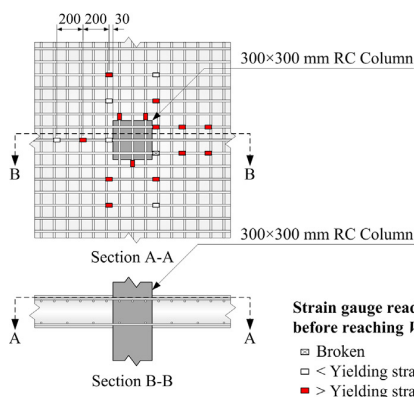 200 200 30
300×300 mm RC Column
B B
Section A-A
300×300 mm RC Column
A A
Section B-B
Strain gauge read
before reaching
Broken
< Yielding stra
> Yielding stra